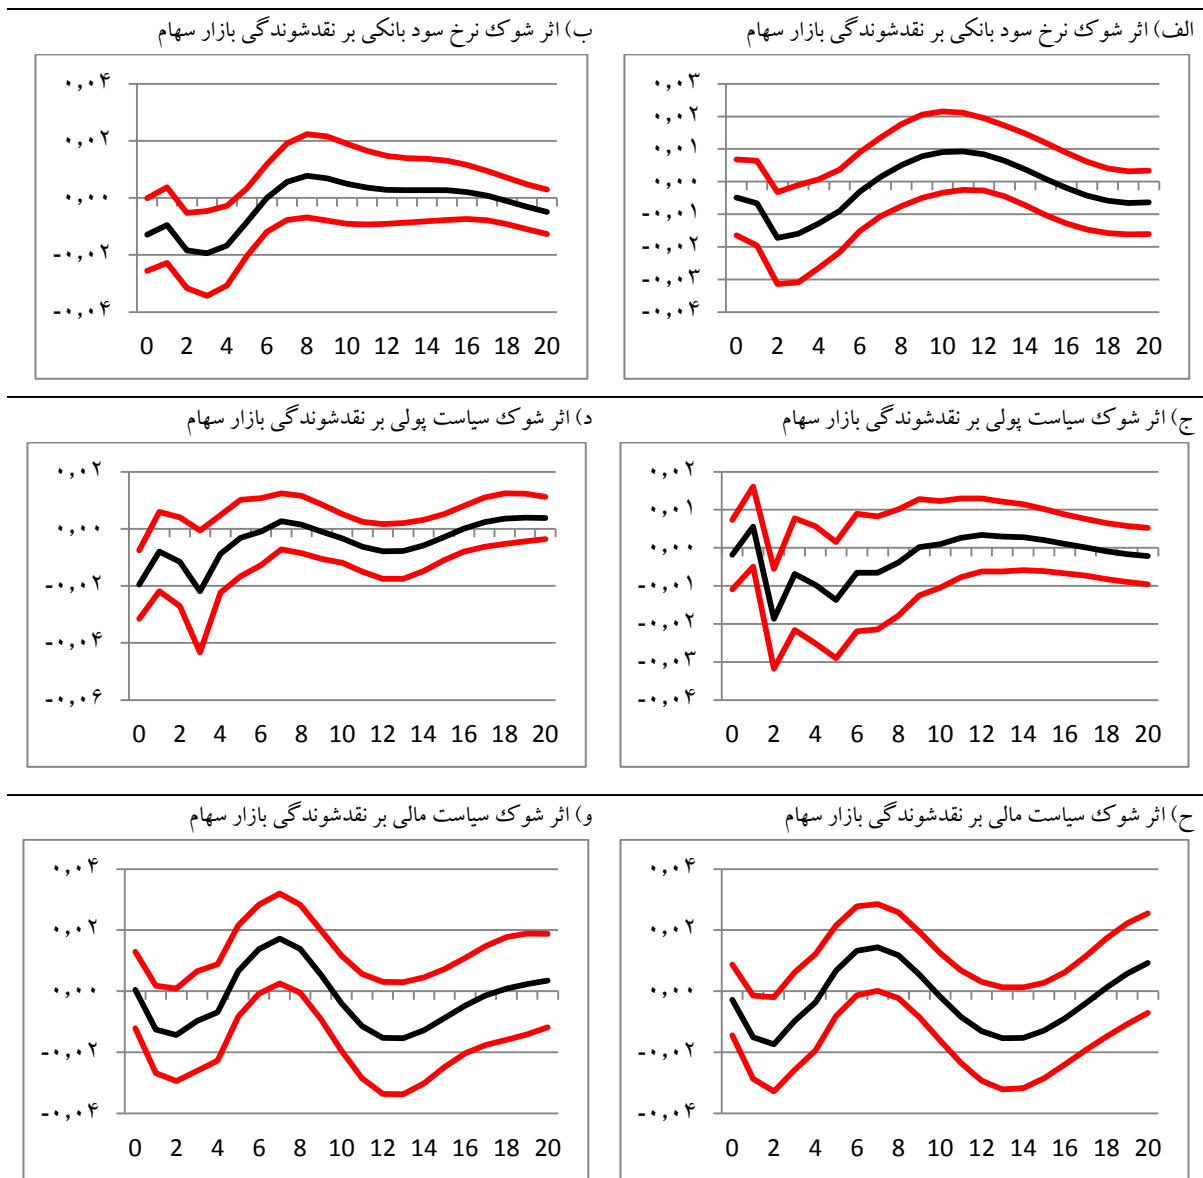 الف) اثر شوک نرخ سود بانکی بر نقدشوندگی بازار سهام
۰,۰۳
۰,۰۲
۰,۰۱
۰,۰۰
-۰,۰۱
-۰,۰۲
-۰,۰۳
-۰,۰۴
0 2 4 6 8 10 12 14 16 18 20
ب) اثر شوک نرخ سود بانکی بر نقدشوندگی بازار سهام
۰,۰۴
۰,۰۲
۰,۰۰
-۰,۰۲
-۰,۰۴
0 2 4 6 8 10 12 14 16 18 20
ج) اثر شوک سیاست پولی بر نقدشوندگی بازار سهام
۰,۰۲
۰,۰۱
۰,۰۰
-۰,۰۱
-۰,۰۲
-۰,۰۳
-۰,۰۴
0 2 4 6 8 10 12 14 16 18 20
د) اثر شوک سیاست پولی بر نقدشوندگی بازار سهام
۰,۰۲
۰,۰۰
-۰,۰۲
-۰,۰۴
-۰,۰۶
0 2 4 6 8 10 12 14 16 18 20
ح) اثر شوک سیاست مالی بر نقدشوندگی بازار سهام
۰,۰۴
۰,۰۲
۰,۰۰
-۰,۰۲
-۰,۰۴
0 2 4 6 8 10 12 14 16 18 20
و) اثر شوک سیاست مالی بر نقدشوندگی بازار سهام
۰,۰۴
۰,۰۲
۰,۰۰
-۰,۰۲
-۰,۰۴
0 2 4 6 8 10 12 14 16 18 20